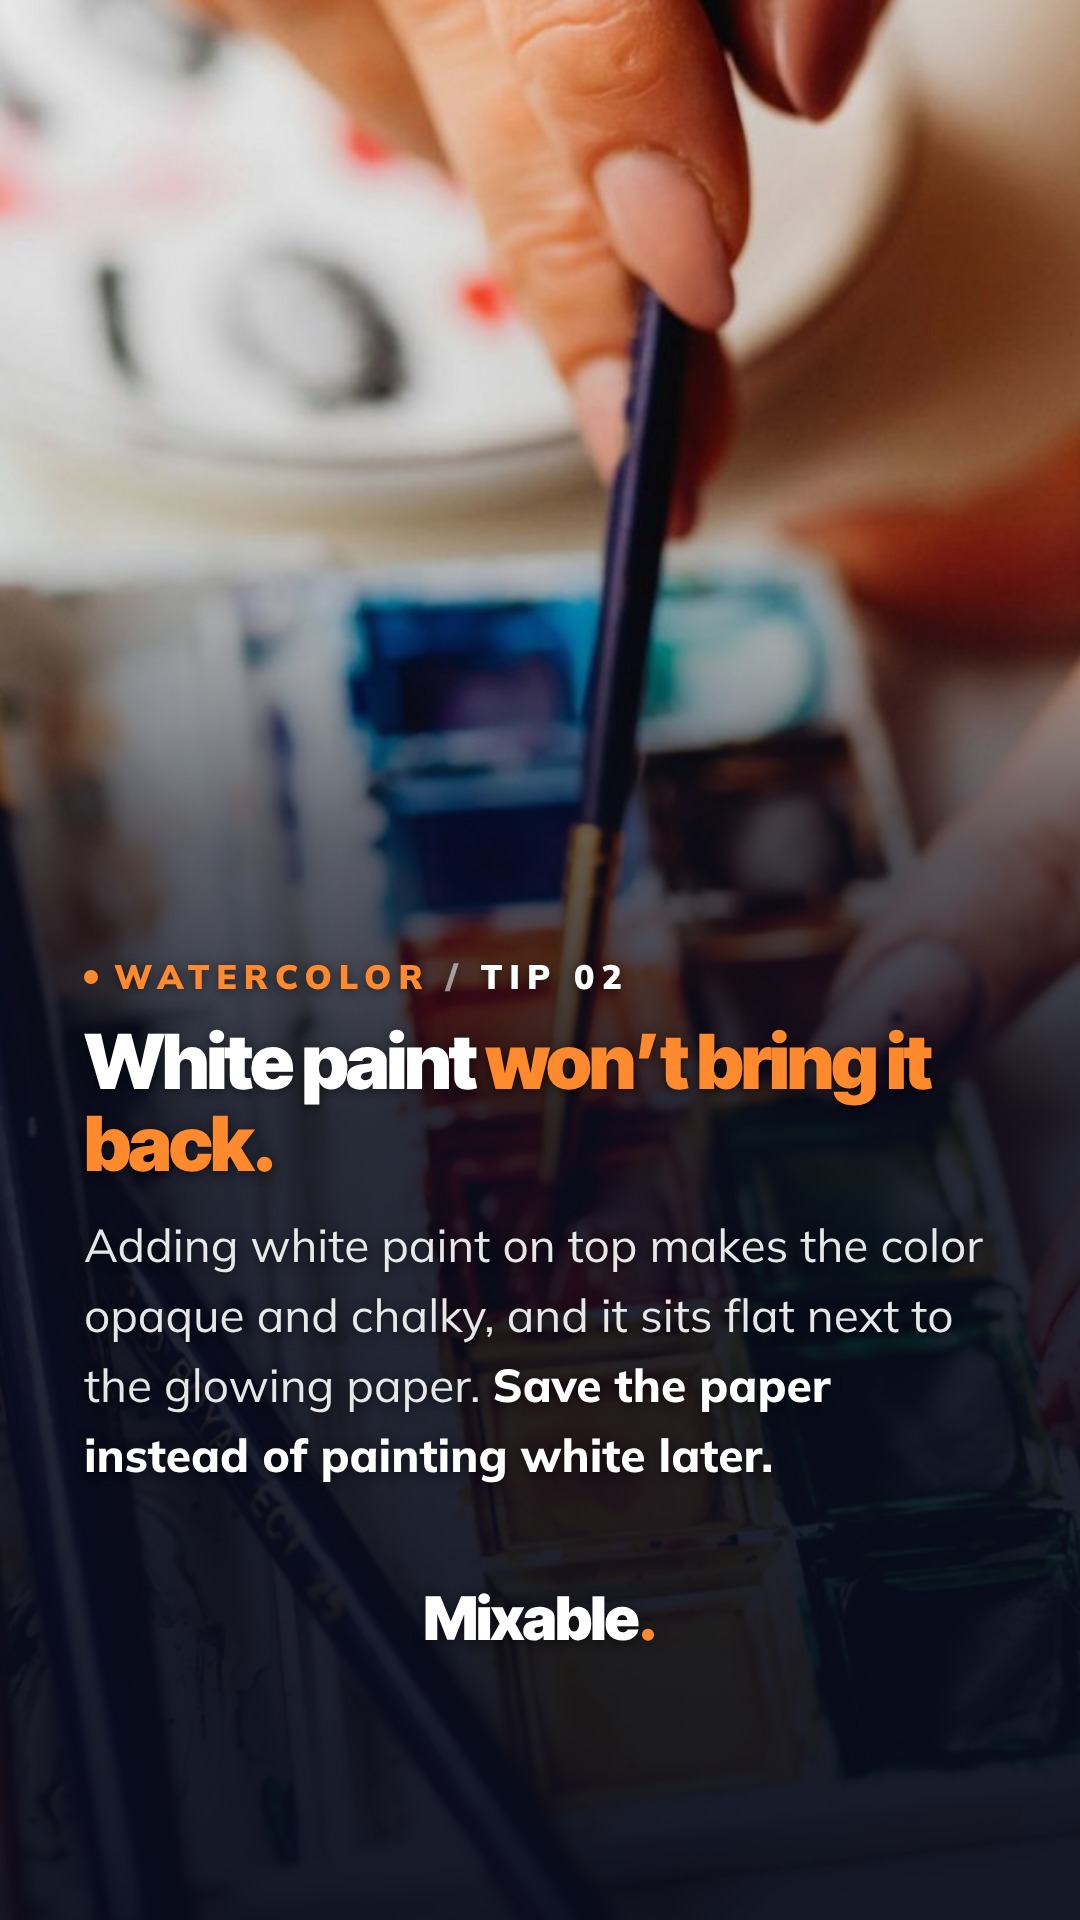 • WATERCOLOR / TIP 02
White paint won't bring it
back.
Adding white paint on top makes the color
opaque and chalky, and it sits flat next to
the glowing paper. Save the paper
instead of painting white later.
Mixable.